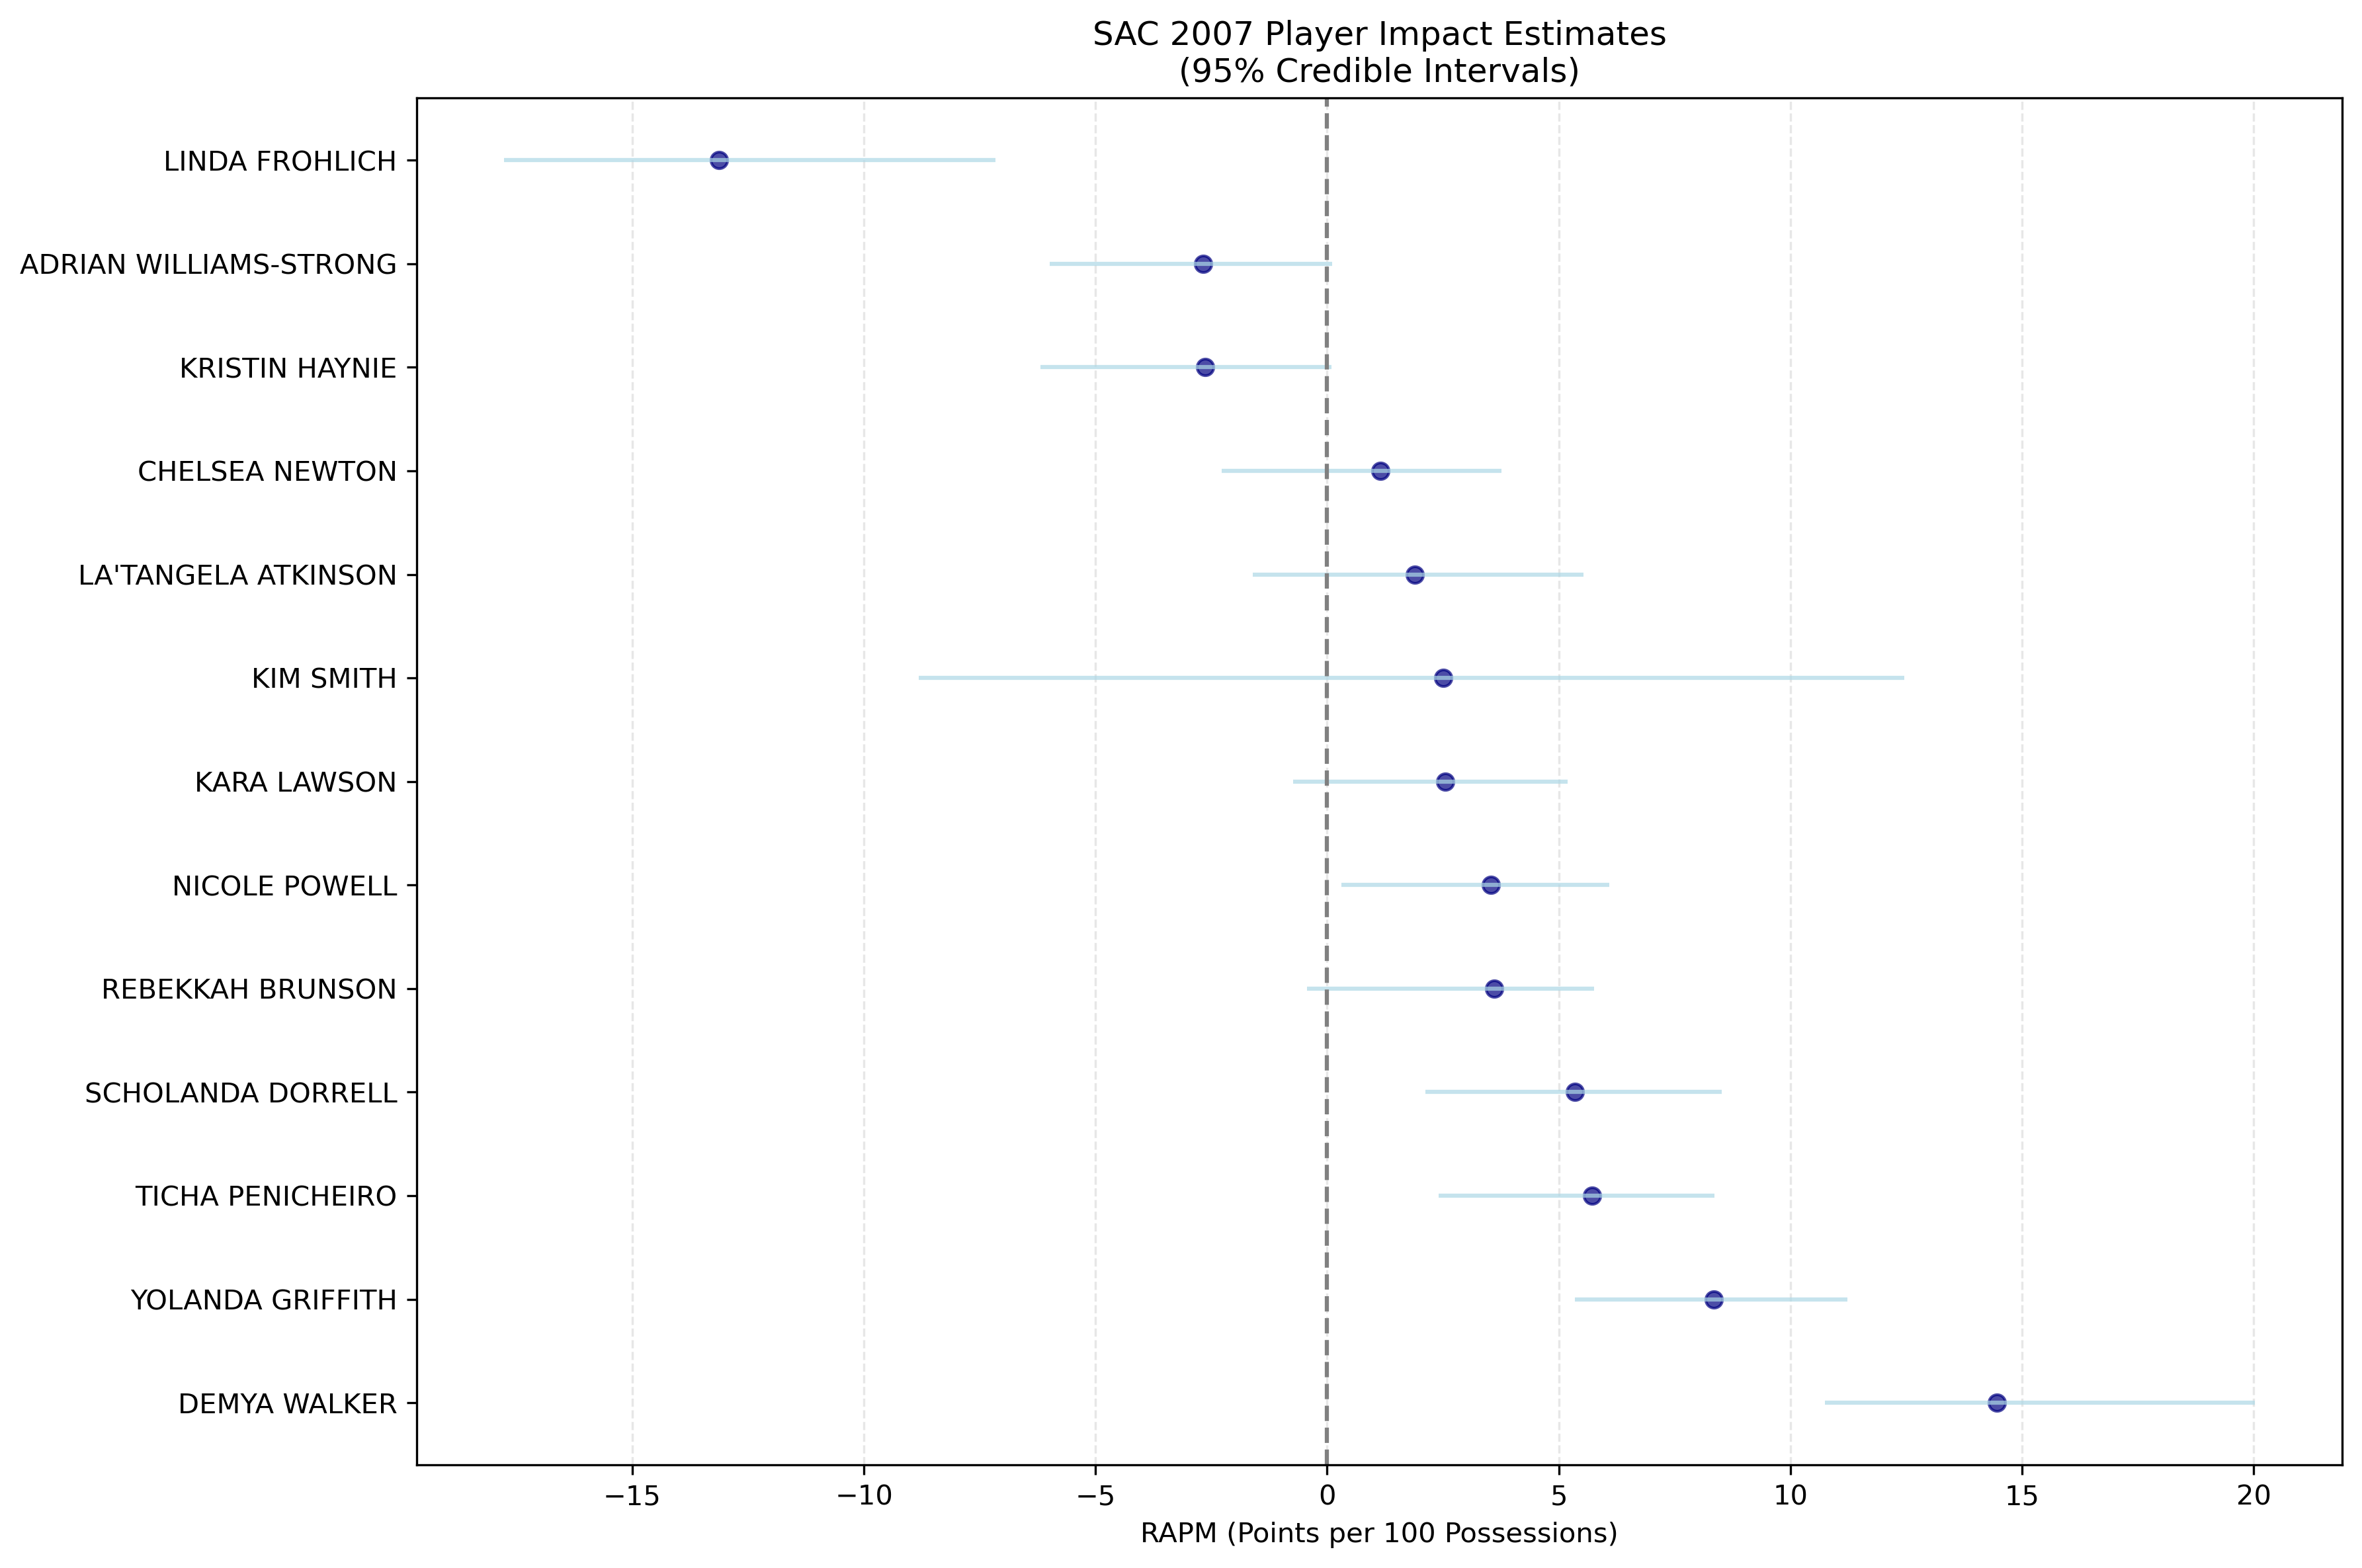 SAC 2007 Player Impact Estimates
(95% Credible Intervals)
LINDA FROHLICH
ADRIAN WILLIAMS-STRONG
KRISTIN HAYNIE
CHELSEA NEWTON
LA'TANGELA ATKINSON
KIM SMITH
KARA LAWSON
NICOLE POWELL
REBEKKAH BRUNSON
SCHOLANDA DORRELL
TICHA PENICHEIRO
YOLANDA GRIFFITH
DEMYA WALKER
−15 −10 −5 0 5 10 15 20
RAPM (Points per 100 Possessions)